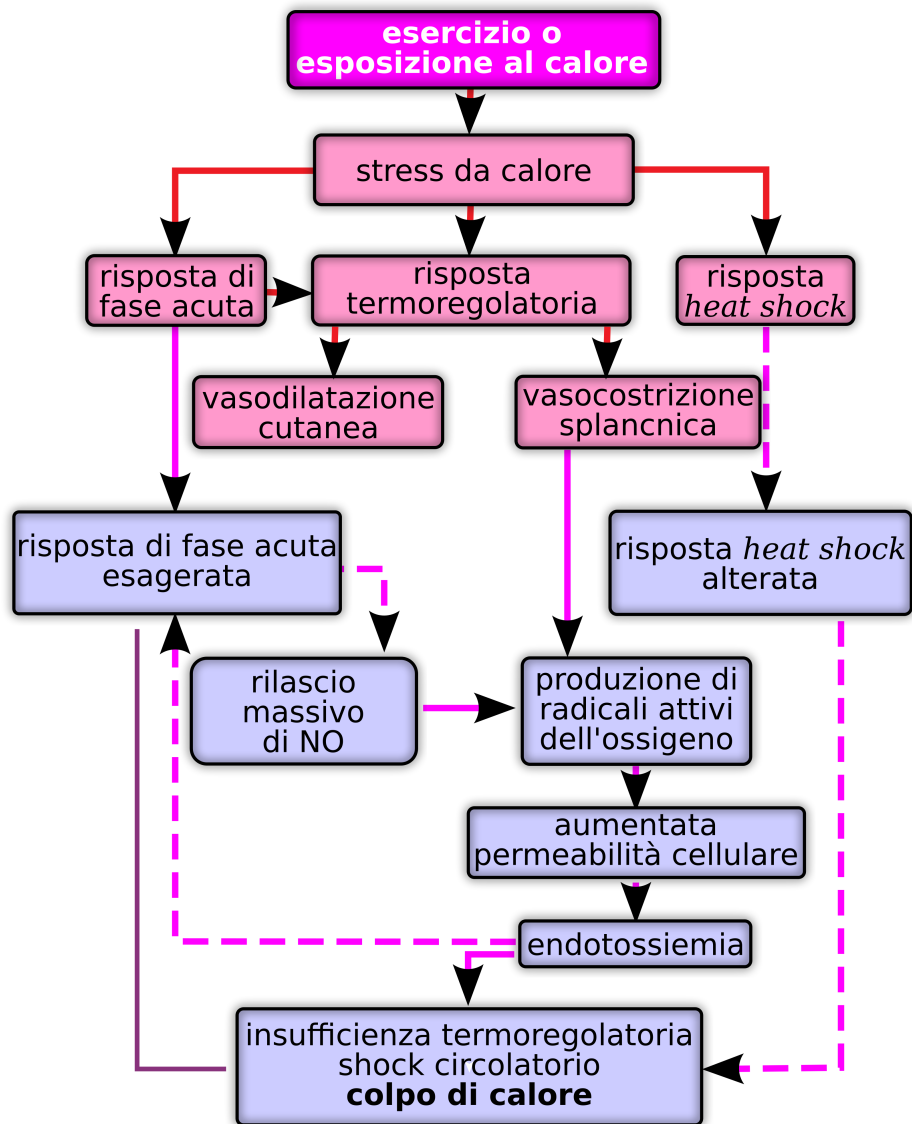 esercizio o
esposizione al calore
stress da calore
risposta di
fase acuta
risposta
termoregolatoria
risposta
heat shock
vasodilatazione
cutanea
vasocostrizione
splancnica
risposta di fase acuta
esagerata
risposta heat shock
alterata
rilascio
massivo
di NO
produzione di
radicali attivi
dell'ossigeno
aumentata
permeabilità cellulare
endotossiemia
insufficienza termoregolatoria
shock circolatorio
colpo di calore